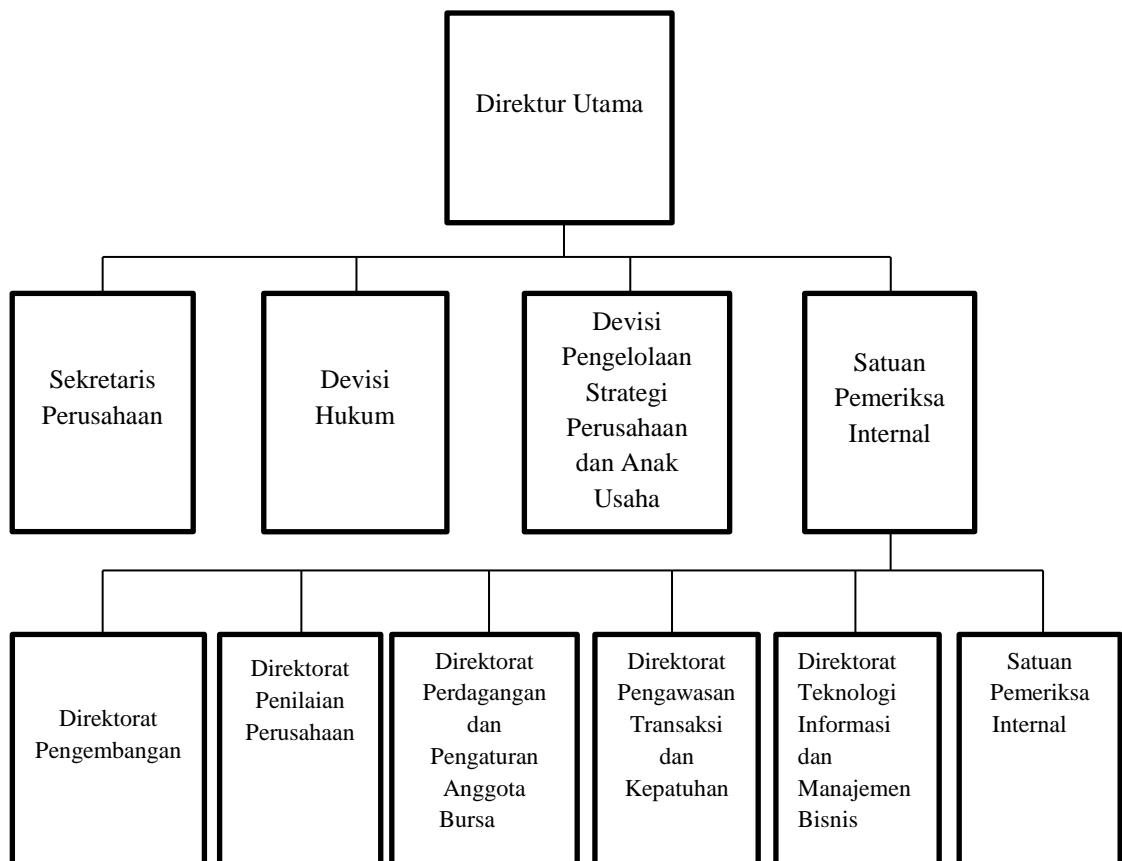 Direktur Utama
Sekretaris
Perusahaan
Devisi
Hukum
Devisi
Pengelolaan
Strategi
Perusahaan
dan Anak
Usaha
Satuan
Pemeriksa
Internal
Direktorat
Pengembangan
Direktorat
Penilaian
Perusahaan
Direktorat
Perdagangan
dan
Pengaturan
Anggota
Bursa
Direktorat
Pengawasan
Transaksi
dan
Kepatuhan
Direktorat
Teknologi
Informasi
dan
Manajemen
Bisnis
Satuan
Pemeriksa
Internal